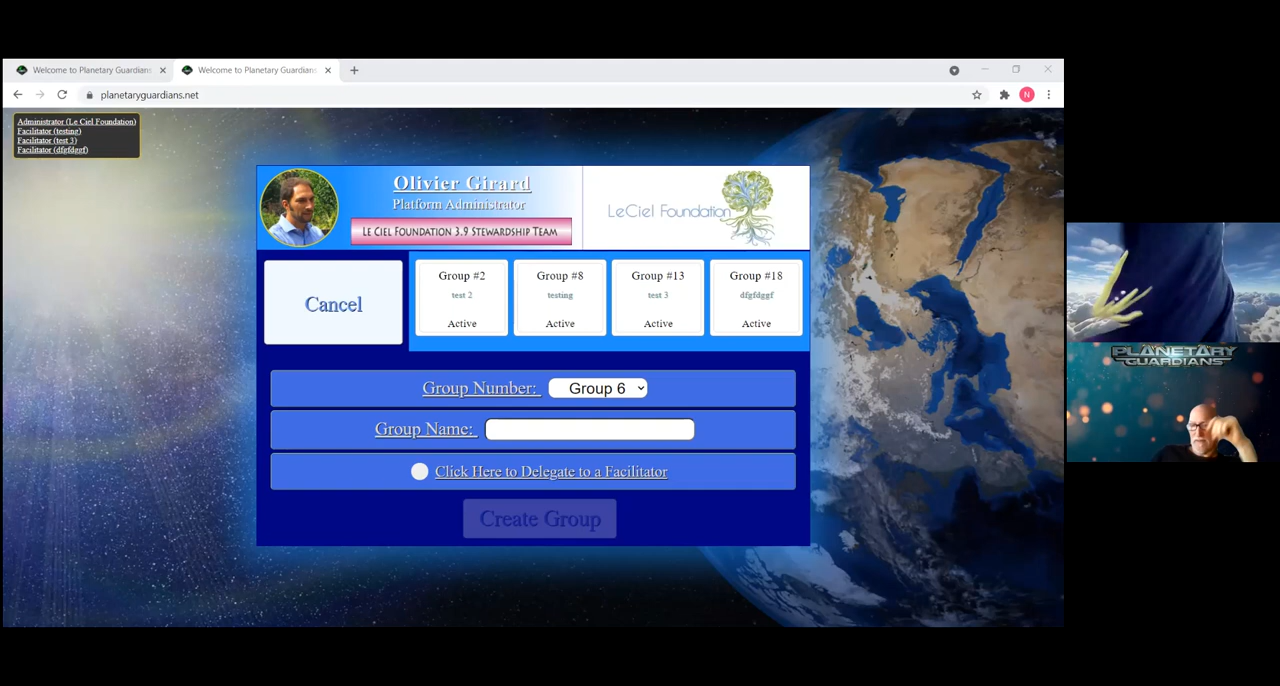 Welcome to Planetary Guardians
Welcome to Planetary Guardians
planetaryguardians.net
N
Administrator (Le Ciel Foundation)
Facilitator (testing)
Facilitator (test 3)
Facilitator (dfgfdggf)
Olivier Girard
Platform Administrator
LE CIEL FOUNDATION 3.9 STEWARDSHIP TEAM
LeCiel Foundation
Cancel
Group #2
test 2
Active
Group #8
testing
Active
Group #13
test 3
Active
Group #18
dfgfdggf
Active
Group Number: Group 6
Group Name:
Click Here to Delegate to a Facilitator
Create Group
PLANETARY
GUARDIANS